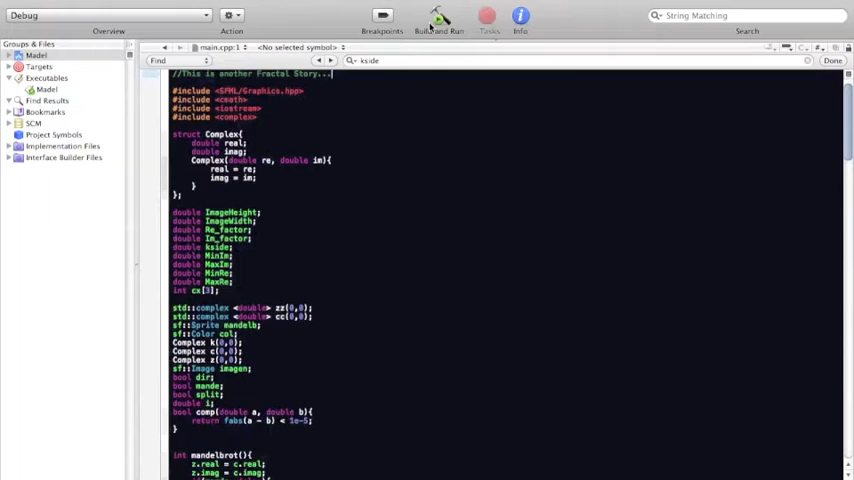 Debug
String Matching
Overview
Action
Breakpoints
Build and Run
Tasks
Info
Search
Groups & Files
main.cpp:1
<No selected symbol>
Madel
Targets
Executables
Madel
Find Results
Bookmarks
SCM
Project Symbols
Implementation Files
Interface Builder Files
Find
kside
Done
//This is another Fractal Story...
#include <SFML/Graphics.hpp>
#include <cmath>
#include <iostream>
#include <complex>
struct Complex{
double real;
double imag;
Complex(double re, double im){
real = re;
imag = im;
}
};
double ImageHeight;
double ImageWidth;
double Re_factor;
double Im_factor;
double kside;
double MinIm;
double MaxIm;
double MinRe;
double MaxRe;
int cx[3];
std::complex <double> zz(0,0);
std::complex <double> cc(0,0);
sf::Sprite mandelb;
sf::Color col;
Complex k(0,0);
Complex c(0,0);
Complex z(0,0);
sf::Image imagen;
bool dir;
bool mande;
bool split;
double i;
bool comp(double a, double b){
return fabs(a - b) < 1e-5;
}
int mandelbrot(){
z.real = c.real;
z.imag = c.imag;